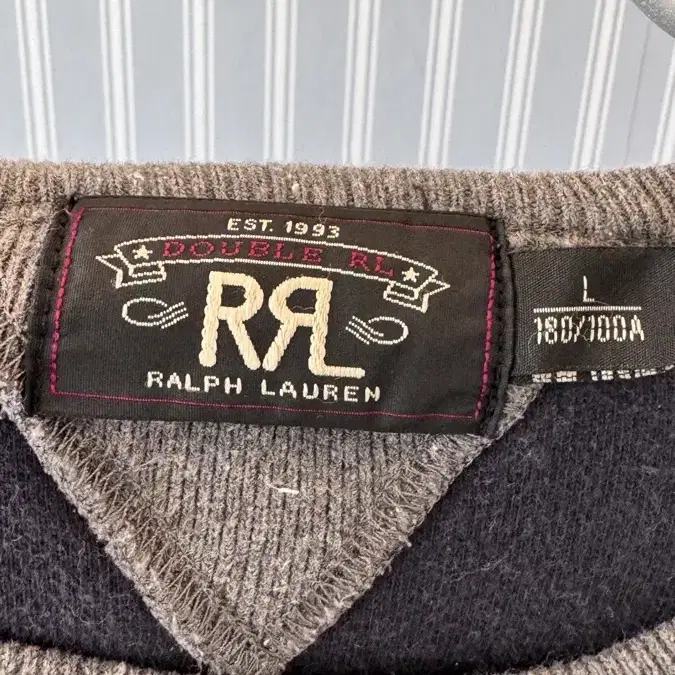 EST. 1993
DOUBLE RL
RRL
RALPH LAUREN
L
180/100A